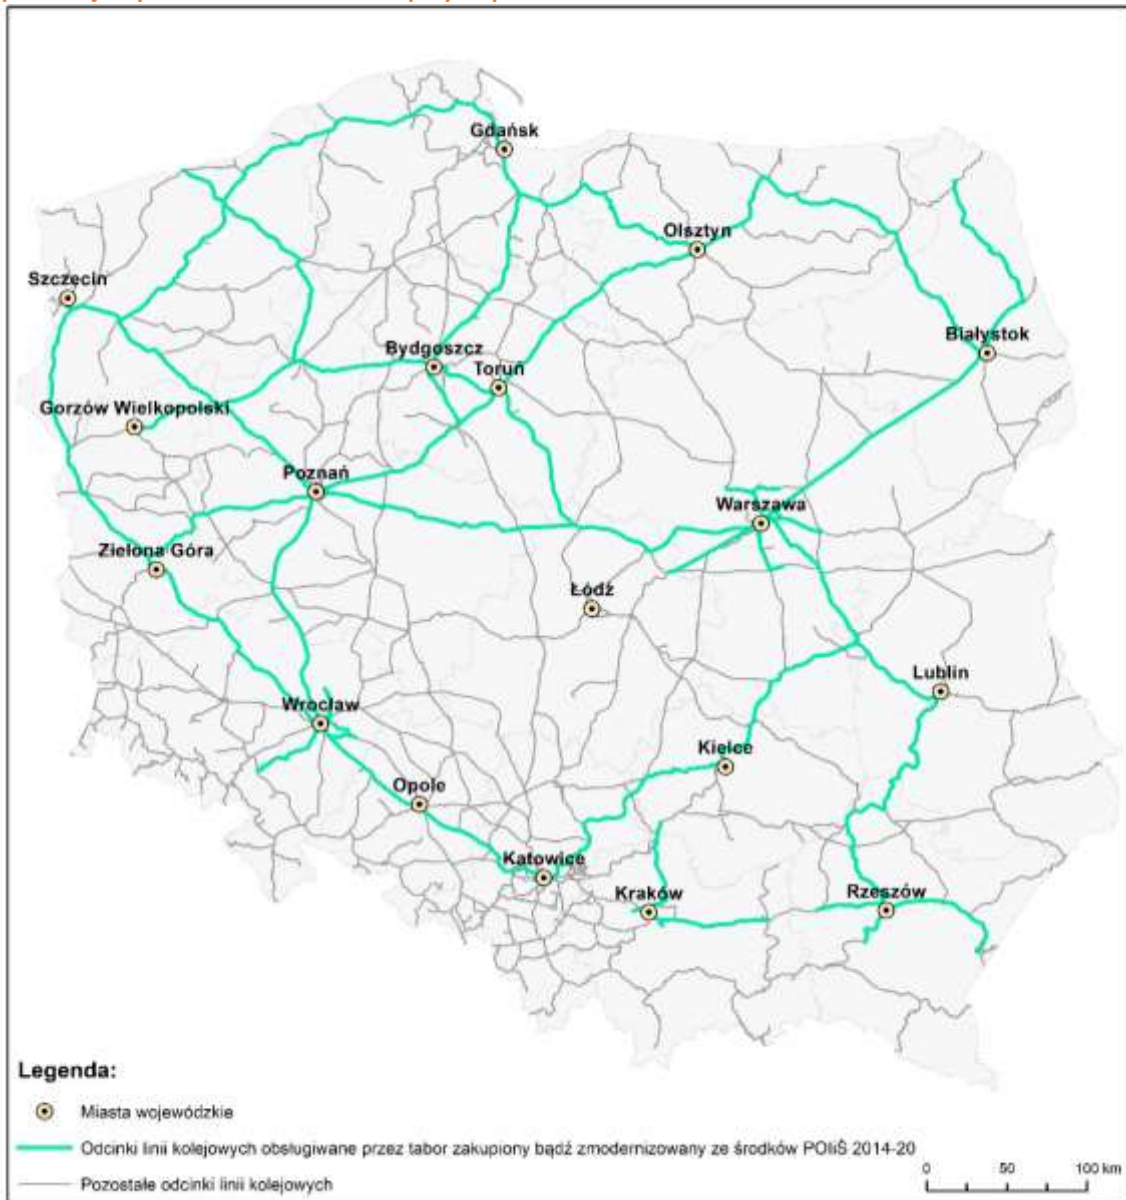 Gdańsk
Olsztyn
Szczecin
Białystok
Bydgoszcz
Toruń
Gorzów Wielkopolski
Poznań
Warszawa
Zielona Góra
Łódź
Lublin
Wrocław
Kielce
Opole
Katowice
Kraków
Rzeszów
Legenda:
Miasta wojewódzkie
Odcinki linii kolejowych obsługiwane przez tabor zakupiony bądź zmodernizowany ze środków POIiŚ 2014-20
Pozostałe odcinki linii kolejowych
0 50 100 km